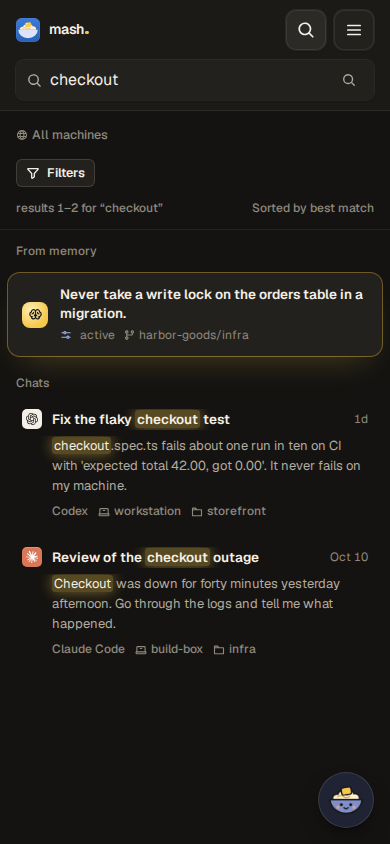 mash.
checkout
All machines
Filters
results 1–2 for “checkout”
Sorted by best match
From memory
Never take a write lock on the orders table in a
migration.
active harbor-goods/infra
Chats
Fix the flaky checkout test 1d
checkout.spec.ts fails about one run in ten on CI
with 'expected total 42.00, got 0.00'. It never fails on
my machine.
Codex workstation storefront
Review of the checkout outage Oct 10
Checkout was down for forty minutes yesterday
afternoon. Go through the logs and tell me what
happened.
Claude Code build-box infra